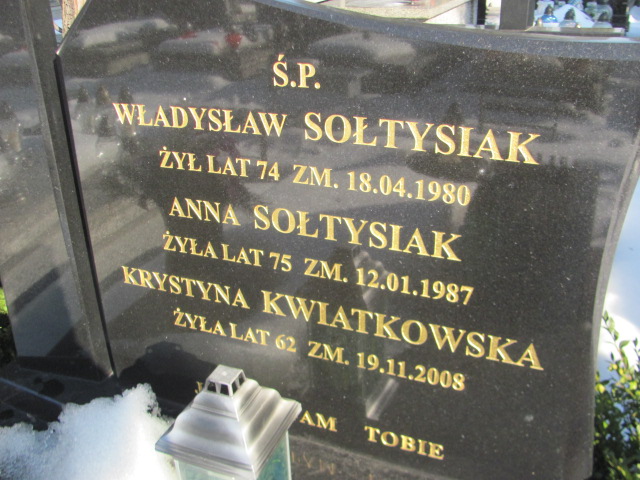 Ś.P.
WŁADYSŁAW SOŁTYSIAK
ŻYŁ LAT 74 ZM. 18.04.1980
ANNA SOŁTYSIAK
ŻYŁA LAT 75 ZM. 12.01.1987
KRYSTYNA KWIATKOWSKA
ŻYŁA LAT 62 ZM. 19.11.2008
TOBIE